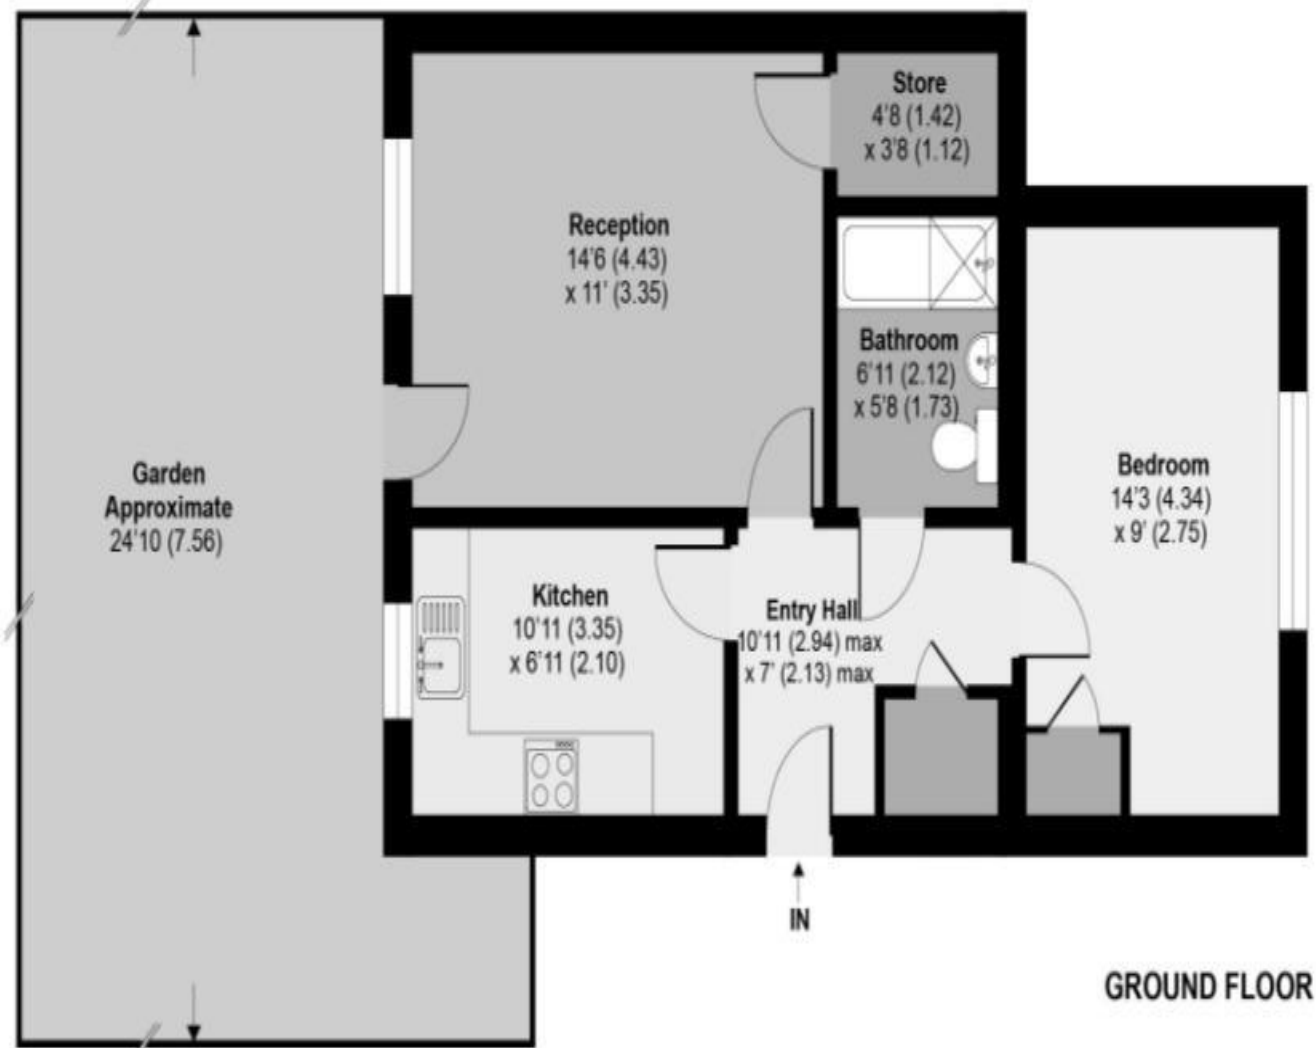 Store
4'8 (1.42)
x 3'8 (1.12)
Reception
14'6 (4.43)
x 11' (3.35)
Bathroom
6'11 (2.12)
x 5'8 (1.73)
Garden
Approximate
24'10 (7.56)
Bedroom
14'3 (4.34)
x 9' (2.75)
Kitchen
10'11 (3.35)
x 6'11 (2.10)
Entry Hall
10'11 (2.94) max
x 7' (2.13) max
IN
GROUND FLOOR